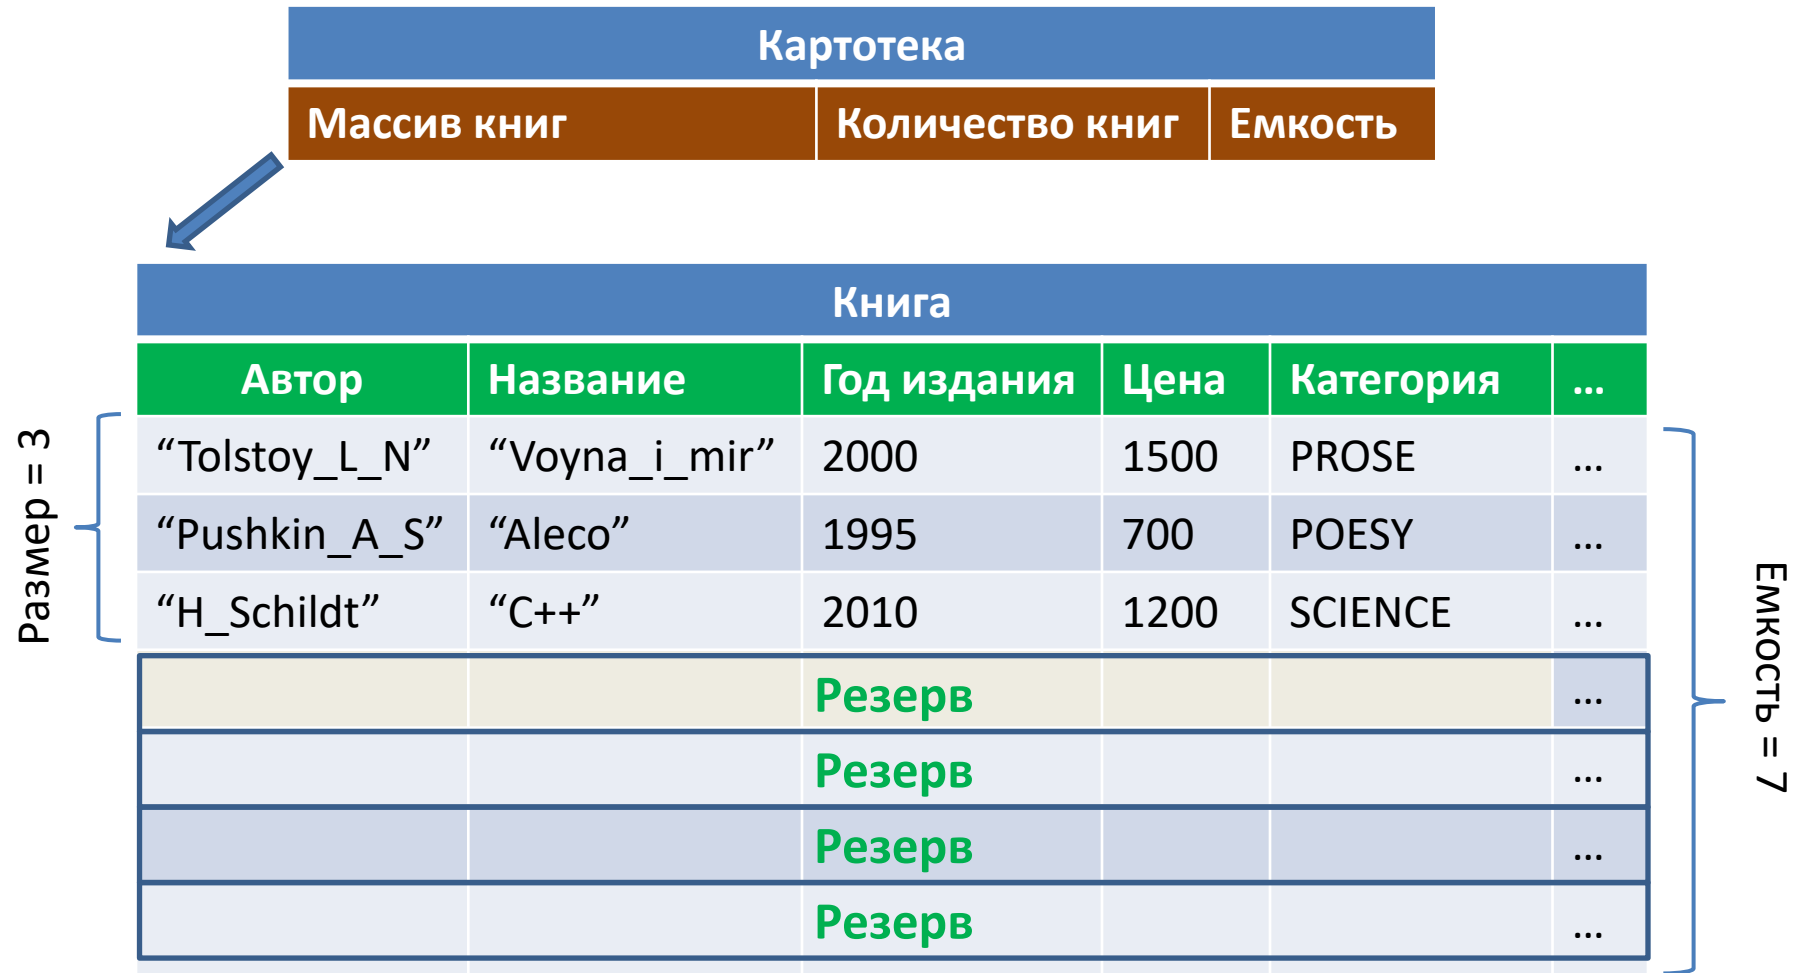 Картотека
Массив книг Количество книг Емкость
Книга
Автор Название Год издания Цена Категория ...
“Tolstoy_L_N” “Voyna_i_mir” 2000 1500 PROSE ...
“Pushkin_A_S” “Aleco” 1995 700 POESY ...
“H_Schildt” “C++” 2010 1200 SCIENCE ...
Резерв ...
Резерв ...
Резерв ...
Резерв ...
Размер = 3
Емкость = 7